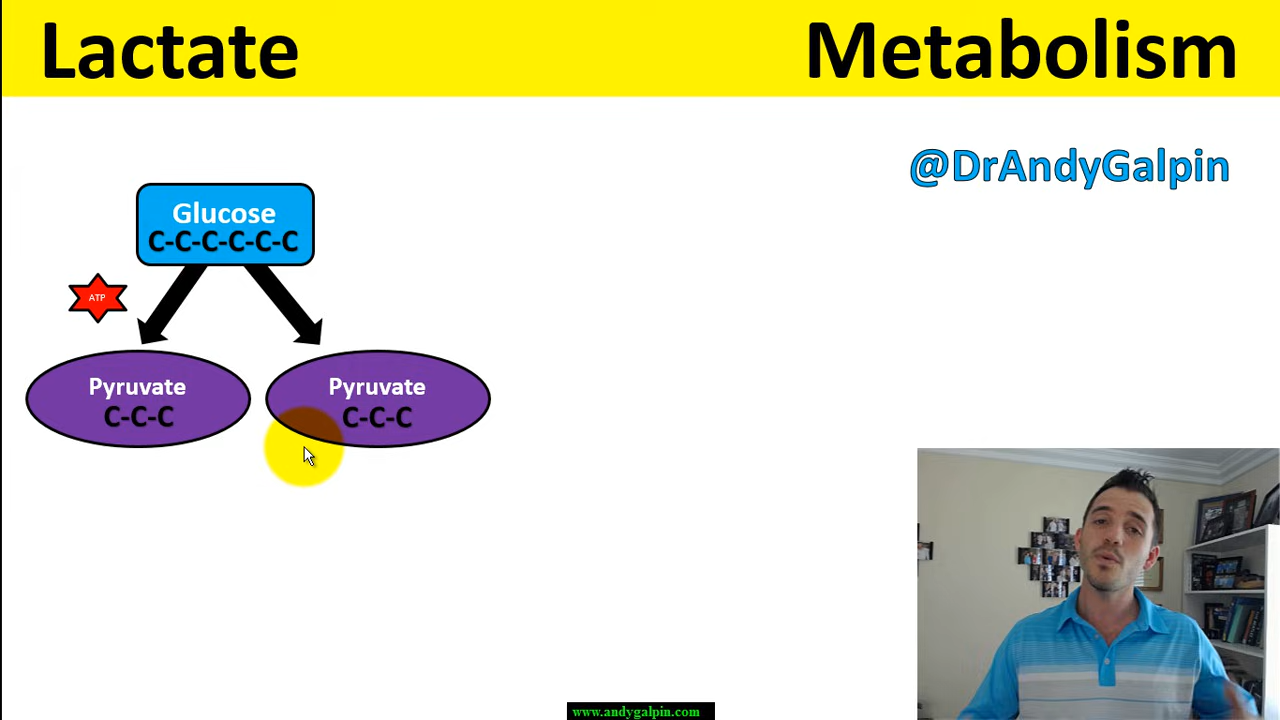 Lactate Metabolism
@DrAndyGalpin
Glucose
C-C-C-C-C-C
ATP
Pyruvate
C-C-C
Pyruvate
C-C-C
www.andygalpin.com